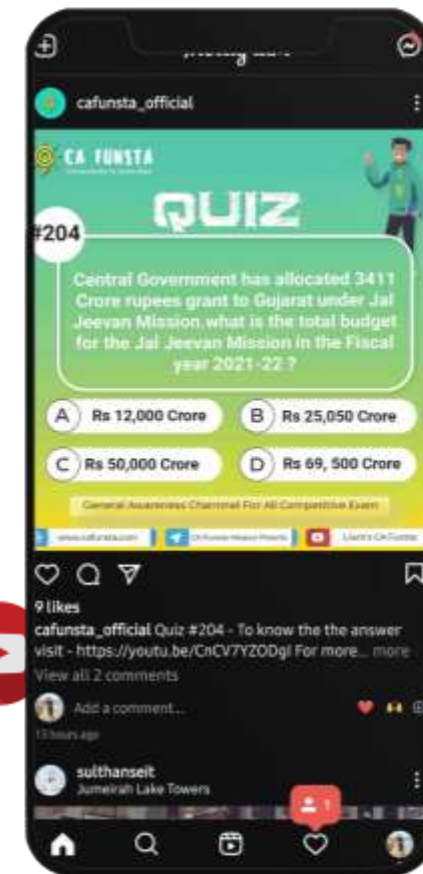 cafunsta_official
CA FUNSTA
QUIZ
#204
Central Government has allocated 3411
Crore rupees grant to Gujarat under Jal
Jeevan Mission, what is the total budget
for the Jal Jeevan Mission in the Fiscal
year 2021-22 ?
A Rs 12,000 Crore
B Rs 25,050 Crore
C Rs 50,000 Crore
D Rs 69, 500 Crore
General Awareness Channel For All Competitive Exam
www.cafunsta.com
9 likes
cafunsta_official Quiz #204 - To know the the answer
visit - https://youtu.be/CnCV7YZODgI For more... more
View all 2 comments
Add a comment...
13 hours ago
sulthanseit
Jumeirah Lake Towers
1